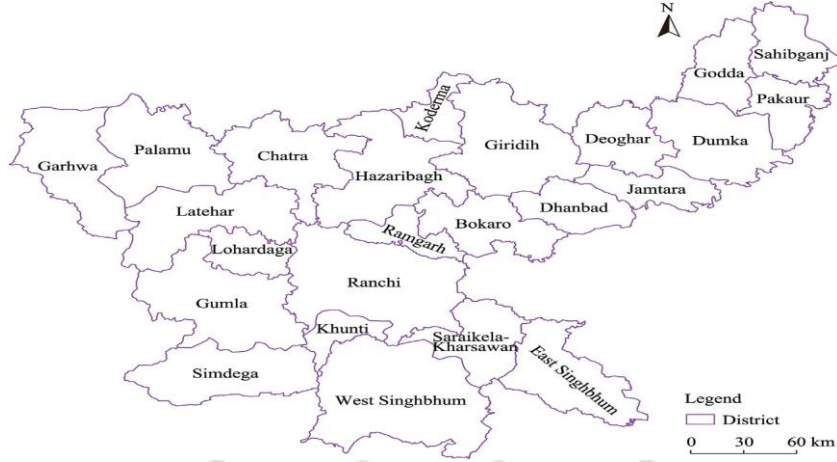 N
Sahibganj
Godda
Pakaur
Koderma
Giridih
Deoghar
Dumka
Palamu
Chatra
Garhwa
Hazaribagh
Jamtara
Latehar
Dhanbad
Bokaro
Ramgarh
Lohardaga
Ranchi
Gumla
Khunti
Saraikela-
Kharsawan
East Singhbhum
Simdega
West Singhbhum
Legend
District
0 30 60 km